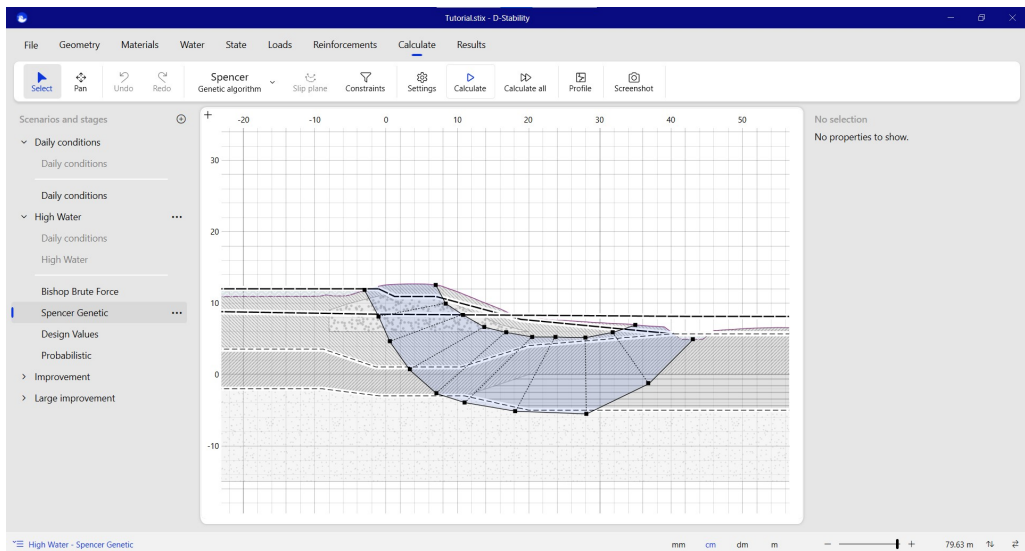 Tutorial.stix - D-Stability
File Geometry Materials Water State Loads Reinforcements Calculate Results
Select Pan Undo Redo Spencer Genetic algorithm Slip plane Constraints Settings Calculate Calculate all Profile Screenshot
Scenarios and stages
Daily conditions
Daily conditions
Daily conditions
High Water
Daily conditions
High Water
Bishop Brute Force
Spencer Genetic
Design Values
Probabilistic
Improvement
Large improvement
-20 -10 0 10 20 30 40 50
30
20
10
0
-10
No selection
No properties to show.
High Water - Spencer Genetic
mm cm dm m
79.63 m